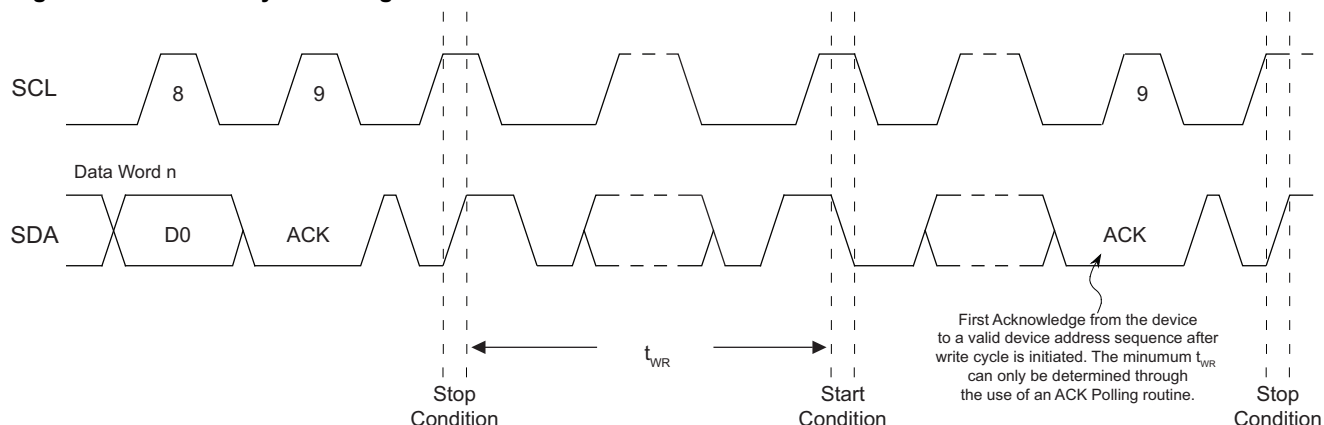 SCL
8
9
9
Data Word n
SDA
D0
ACK
ACK
First Acknowledge from the device
to a valid device address sequence after
write cycle is initiated. The minumum tWR
can only be determined through
the use of an ACK Polling routine.
tWR
Stop
Condition
Start
Condition
Stop
Condition